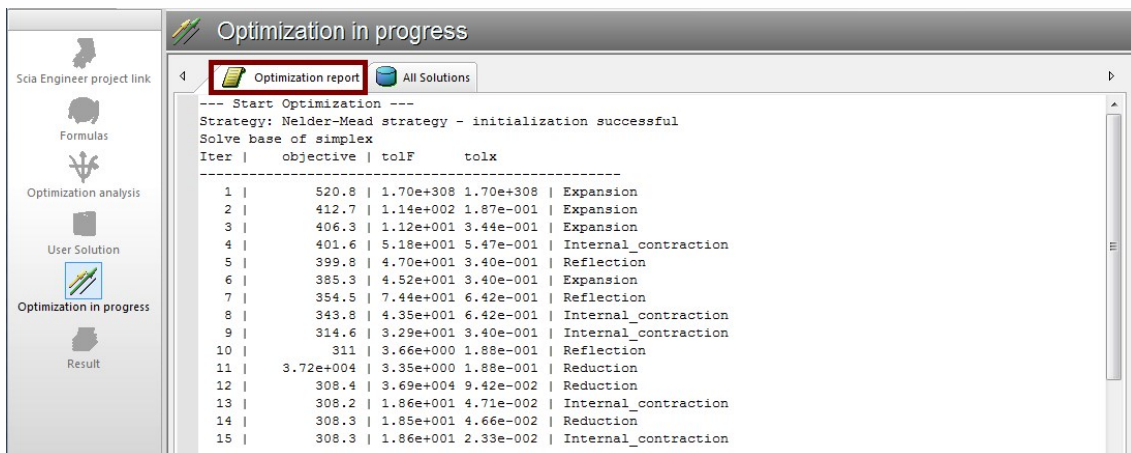 Optimization in progress
Scia Engineer project link
Formulas
Optimization analysis
User Solution
Optimization in progress
Result
Optimization report
All Solutions
--- Start Optimization ---
Strategy: Nelder-Mead strategy - initialization successful
Solve base of simplex
Iter |    objective | tolF      tolx
---------------------------------------------------
1 |        520.8 | 1.70e+308 1.70e+308 | Expansion
2 |        412.7 | 1.14e+002 1.87e-001 | Expansion
3 |        406.3 | 1.12e+001 3.44e-001 | Expansion
4 |        401.6 | 5.18e+001 5.47e-001 | Internal_contraction
5 |        399.8 | 4.70e+001 3.40e-001 | Reflection
6 |        385.3 | 4.52e+001 3.40e-001 | Expansion
7 |        354.5 | 7.44e+001 6.42e-001 | Reflection
8 |        343.8 | 4.35e+001 6.42e-001 | Internal_contraction
9 |        314.6 | 3.29e+001 3.40e-001 | Internal_contraction
10 |          311 | 3.66e+000 1.88e-001 | Reflection
11 |    3.72e+004 | 3.35e+000 1.88e-001 | Reduction
12 |        308.4 | 3.69e+004 9.42e-002 | Reduction
13 |        308.2 | 1.86e+001 4.71e-002 | Internal_contraction
14 |        308.3 | 1.85e+001 4.66e-002 | Reduction
15 |        308.3 | 1.86e+001 2.33e-002 | Internal_contraction